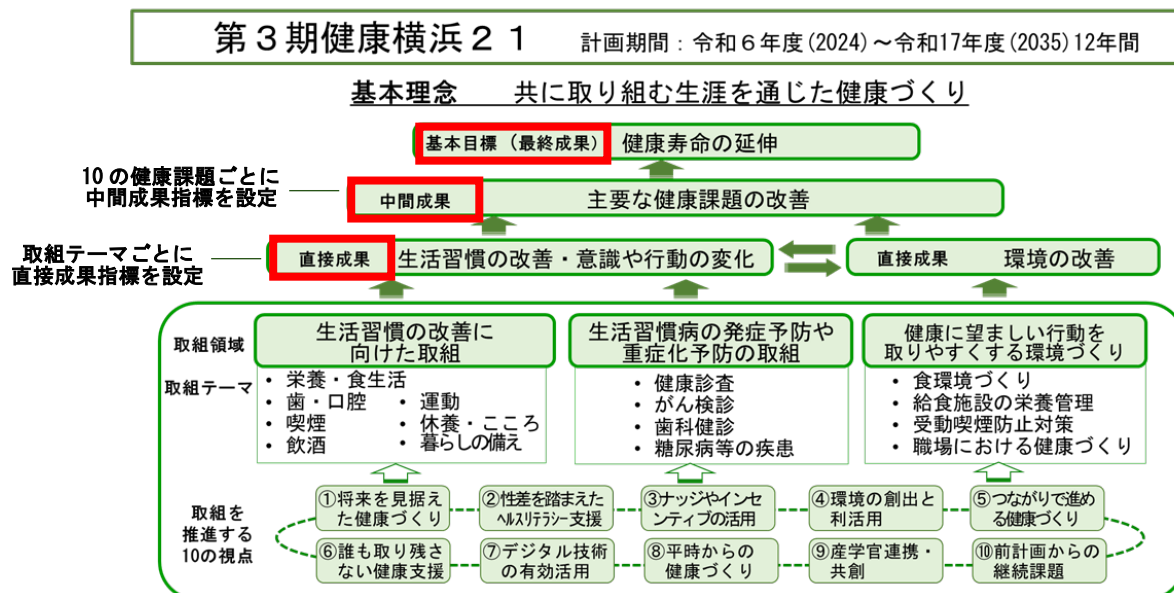 第３期健康横浜２１ 計画期間：令和６年度(2024)～令和17年度(2035)12年間
基本理念 共に取り組む生涯を通じた健康づくり
基本目標（最終成果） 健康寿命の延伸
10の健康課題ごとに
中間成果指標を設定
中間成果 主要な健康課題の改善
取組テーマごとに
直接成果指標を設定
直接成果 生活習慣の改善・意識や行動の変化
直接成果 環境の改善
取組領域
生活習慣の改善に
向けた取組
生活習慣病の発症予防や
重症化予防の取組
健康に望ましい行動を
取りやすくする環境づくり
取組テーマ
・ 栄養・食生活
・ 歯・口腔
・ 喫煙
・ 飲酒
・ 運動
・ 休養・こころ
・ 暮らしの備え
・ 健康診査
・ がん検診
・ 歯科健診
・ 糖尿病等の疾患
・ 食環境づくり
・ 給食施設の栄養管理
・ 受動喫煙防止対策
・ 職場における健康づくり
取組を
推進する
10の視点
①将来を見据え
た健康づくり
②性差を踏まえた
ヘルスリテラシー支援
③ナッジやインセ
ンティブの活用
④環境の創出と
利活用
⑤つながりで進め
る健康づくり
⑥誰も取り残さ
ない健康支援
⑦デジタル技術
の有効活用
⑧平時からの
健康づくり
⑨産学官連携・
共創
⑩前計画からの
継続課題